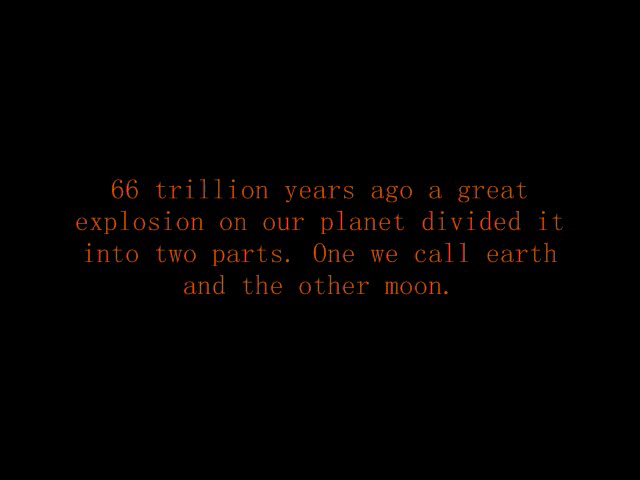 66 trillion years ago a great
explosion on our planet divided it
into two parts. One we call earth
and the other moon.